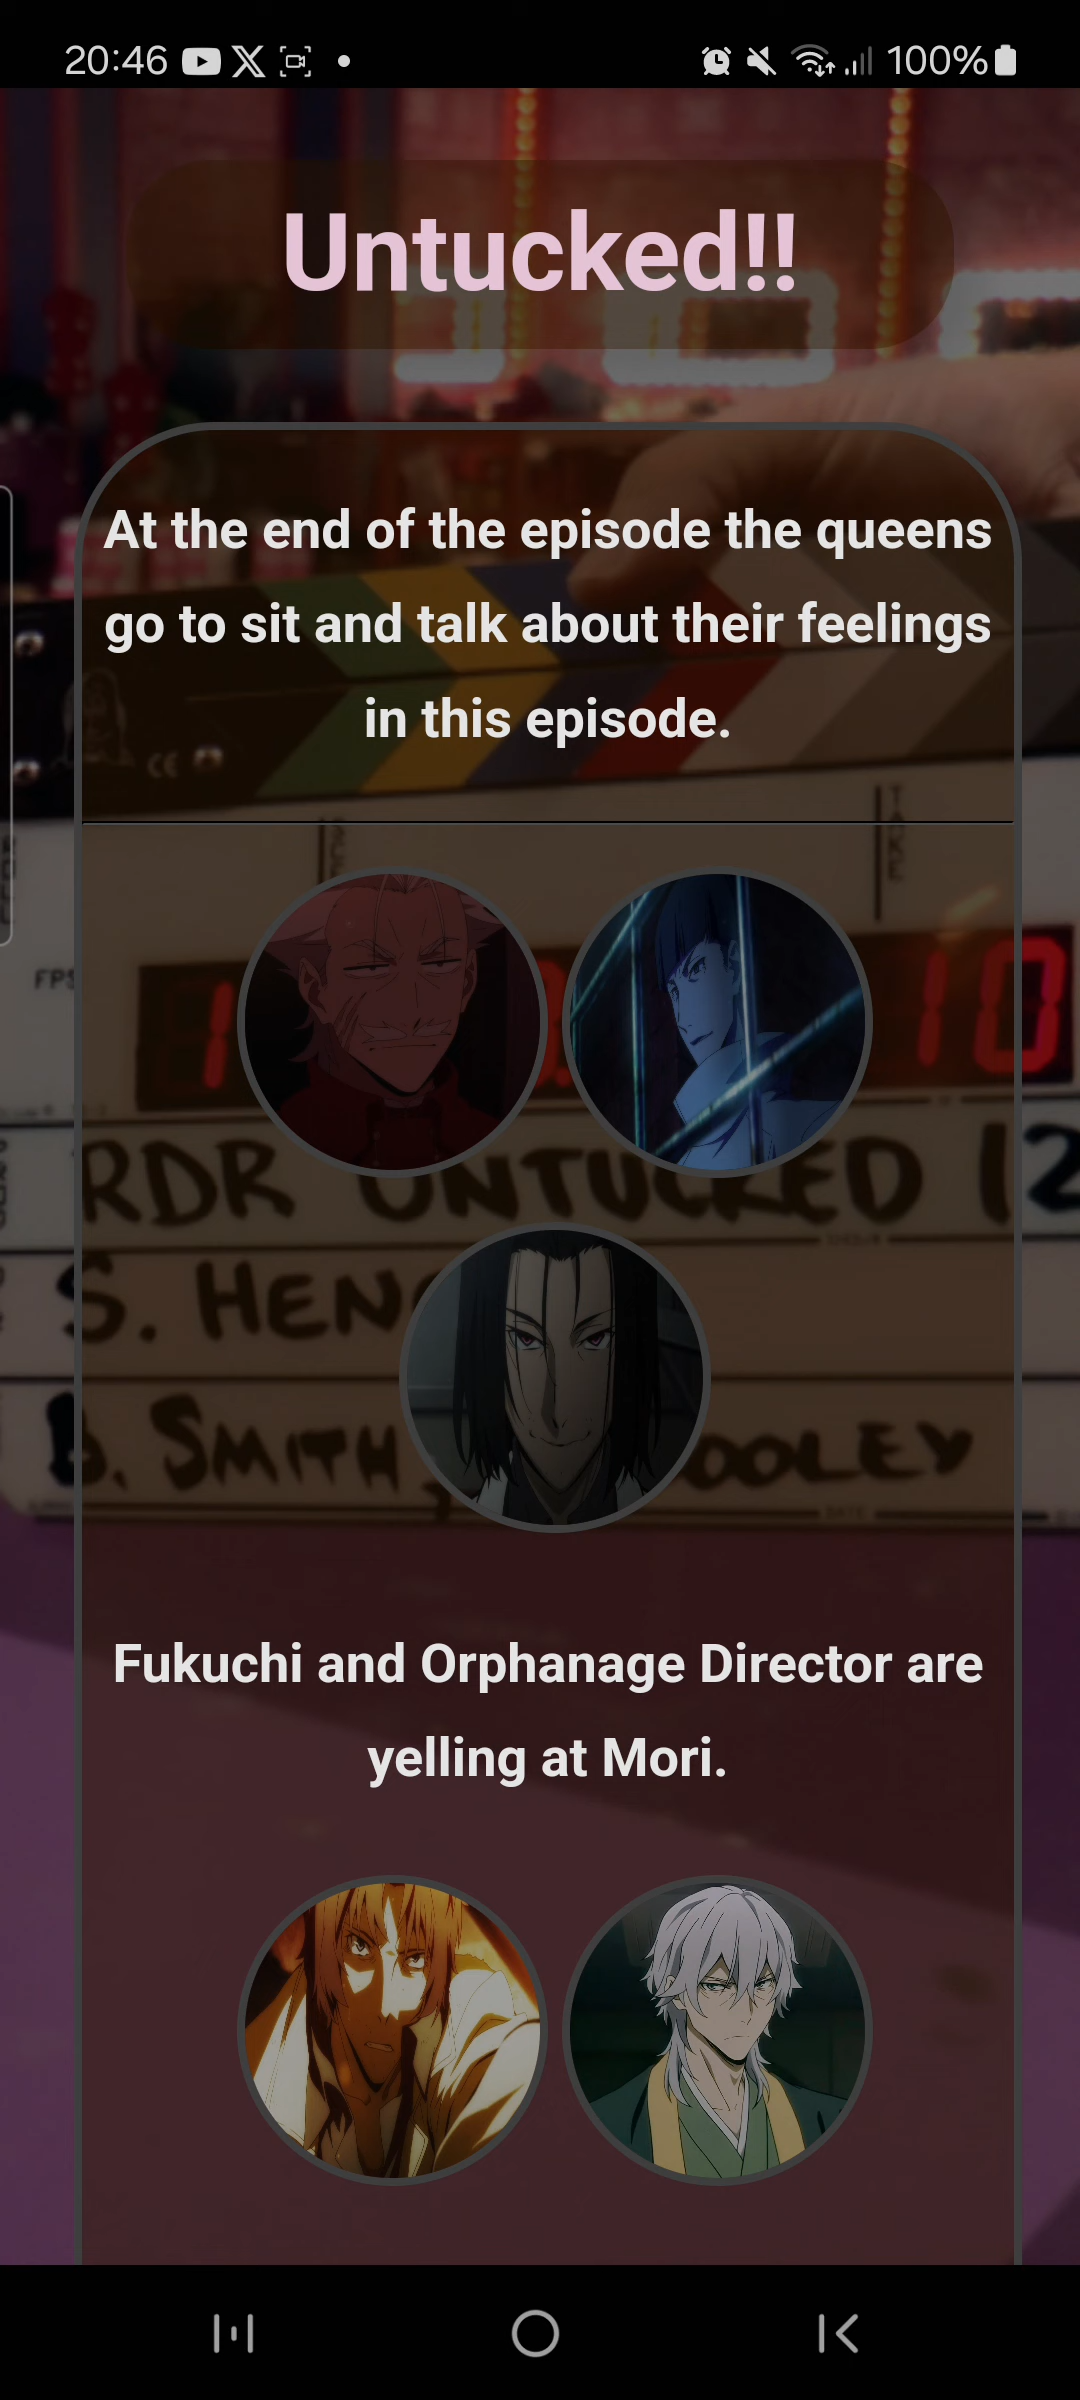 20:46
100%
Untucked!!
At the end of the episode the queens
go to sit and talk about their feelings
in this episode.
TAKE
FPS
10
RDR UNTUCKED 12
S. HEN
B. SMITH, OOLEY
Fukuchi and Orphanage Director are
yelling at Mori.